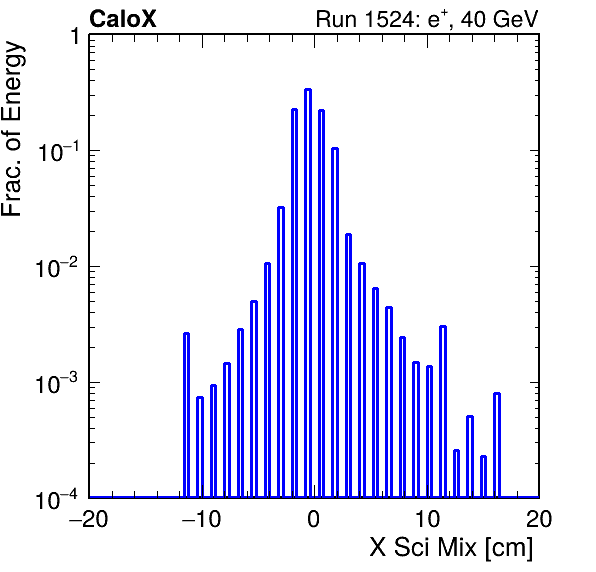 CaloX Run 1524: e⁺, 40 GeV
Frac. of Energy
1
10⁻¹
10⁻²
10⁻³
10⁻⁴
−20 −10 0 10 20
X Sci Mix [cm]